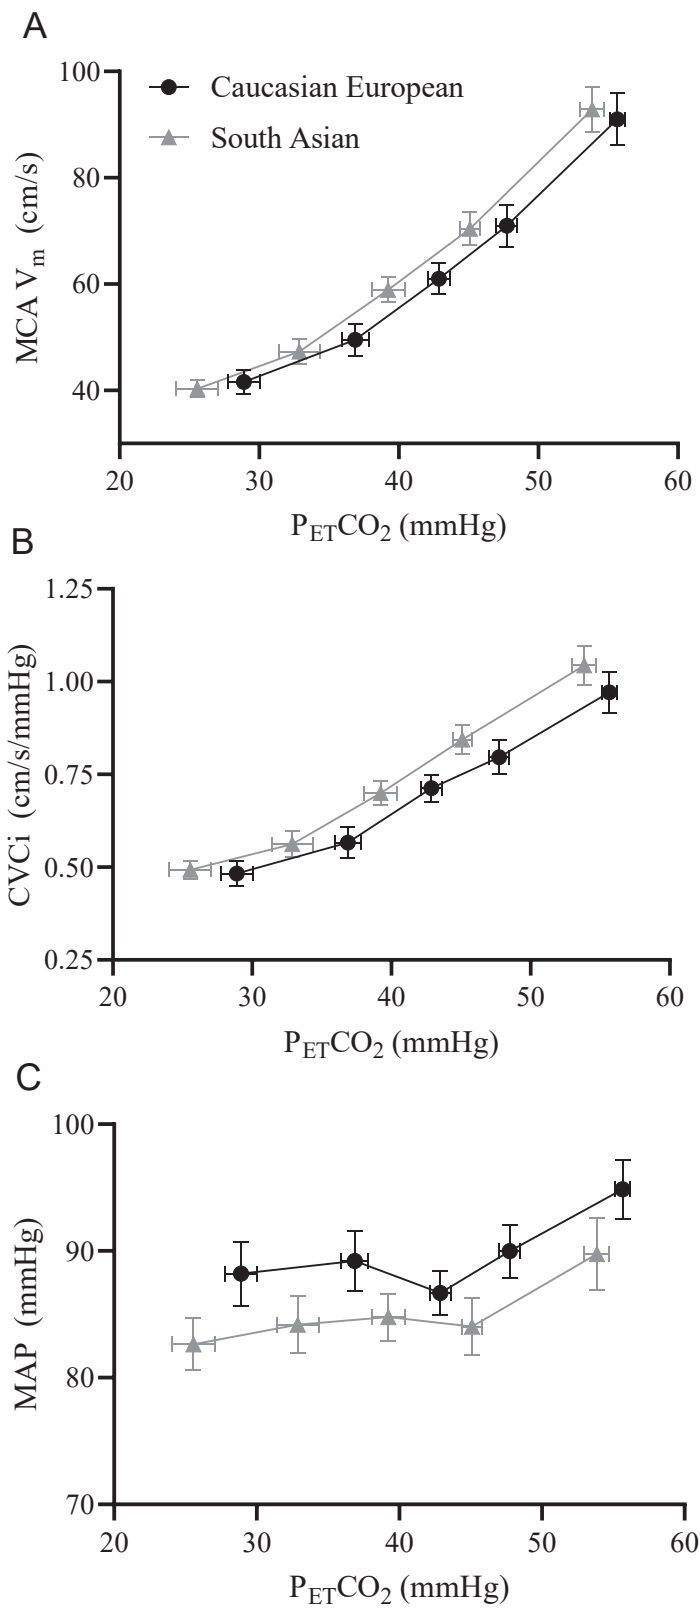 A
100
80
60
40
MCA Vm (cm/s)
Caucasian European
South Asian
20 30 40 50 60
PETCO2 (mmHg)
B
1.25
1.00
0.75
0.50
0.25
CVCi (cm/s/mmHg)
20 30 40 50 60
PETCO2 (mmHg)
C
100
90
80
70
MAP (mmHg)
20 30 40 50 60
PETCO2 (mmHg)